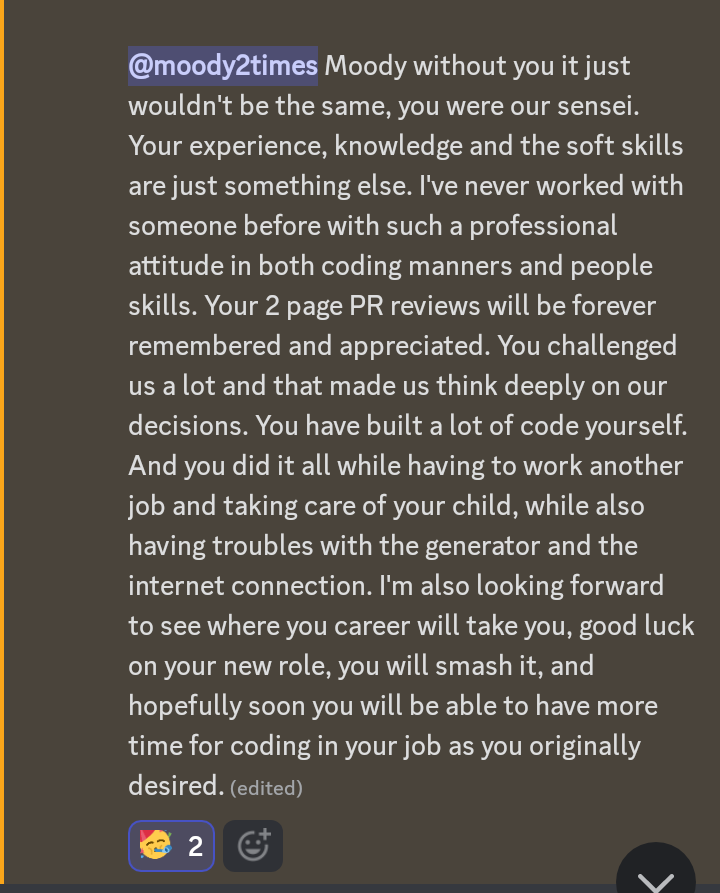 @moody2times Moody without you it just
wouldn't be the same, you were our sensei.
Your experience, knowledge and the soft skills
are just something else. I've never worked with
someone before with such a professional
attitude in both coding manners and people
skills. Your 2 page PR reviews will be forever
remembered and appreciated. You challenged
us a lot and that made us think deeply on our
decisions. You have built a lot of code yourself.
And you did it all while having to work another
job and taking care of your child, while also
having troubles with the generator and the
internet connection. I'm also looking forward
to see where you career will take you, good luck
on your new role, you will smash it, and
hopefully soon you will be able to have more
time for coding in your job as you originally
desired. (edited)
2